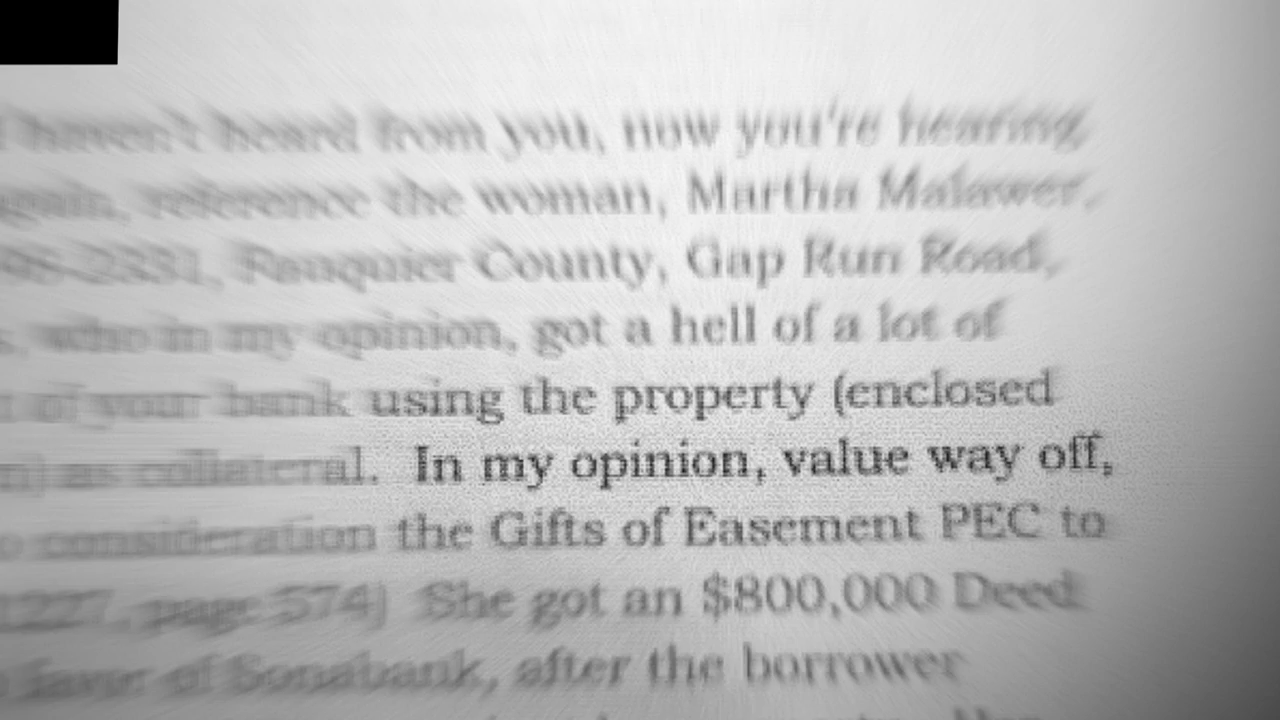 haven't heard from you, now you're hearing
again, reference the woman, Martha Malawer,
Fauquier County, Gap Run Road,
who in my opinion, got a hell of a lot of
of your bank using the property (enclosed
as collateral. In my opinion, value way off,
consideration the Gifts of Easement PEC to
page 574) She got an $800,000 Deed
favor of Sonabank, after the borrower